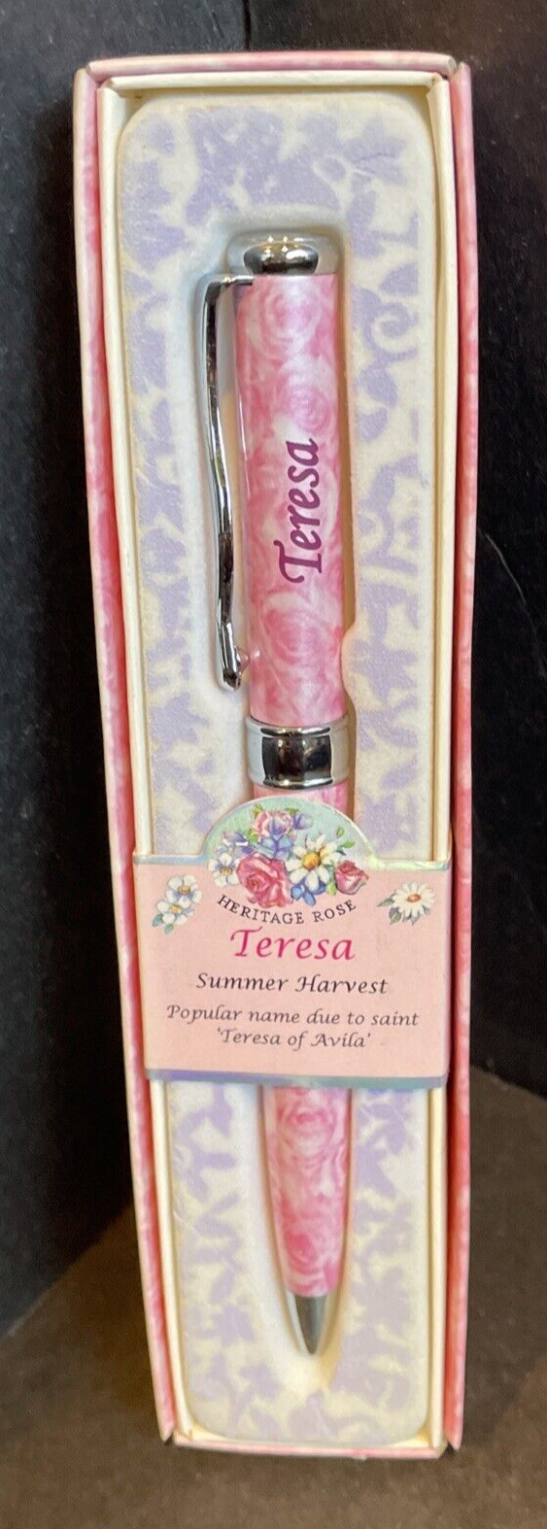 Teresa
HERITAGE ROSE
Teresa
Summer Harvest
Popular name due to saint
'Teresa of Avila'